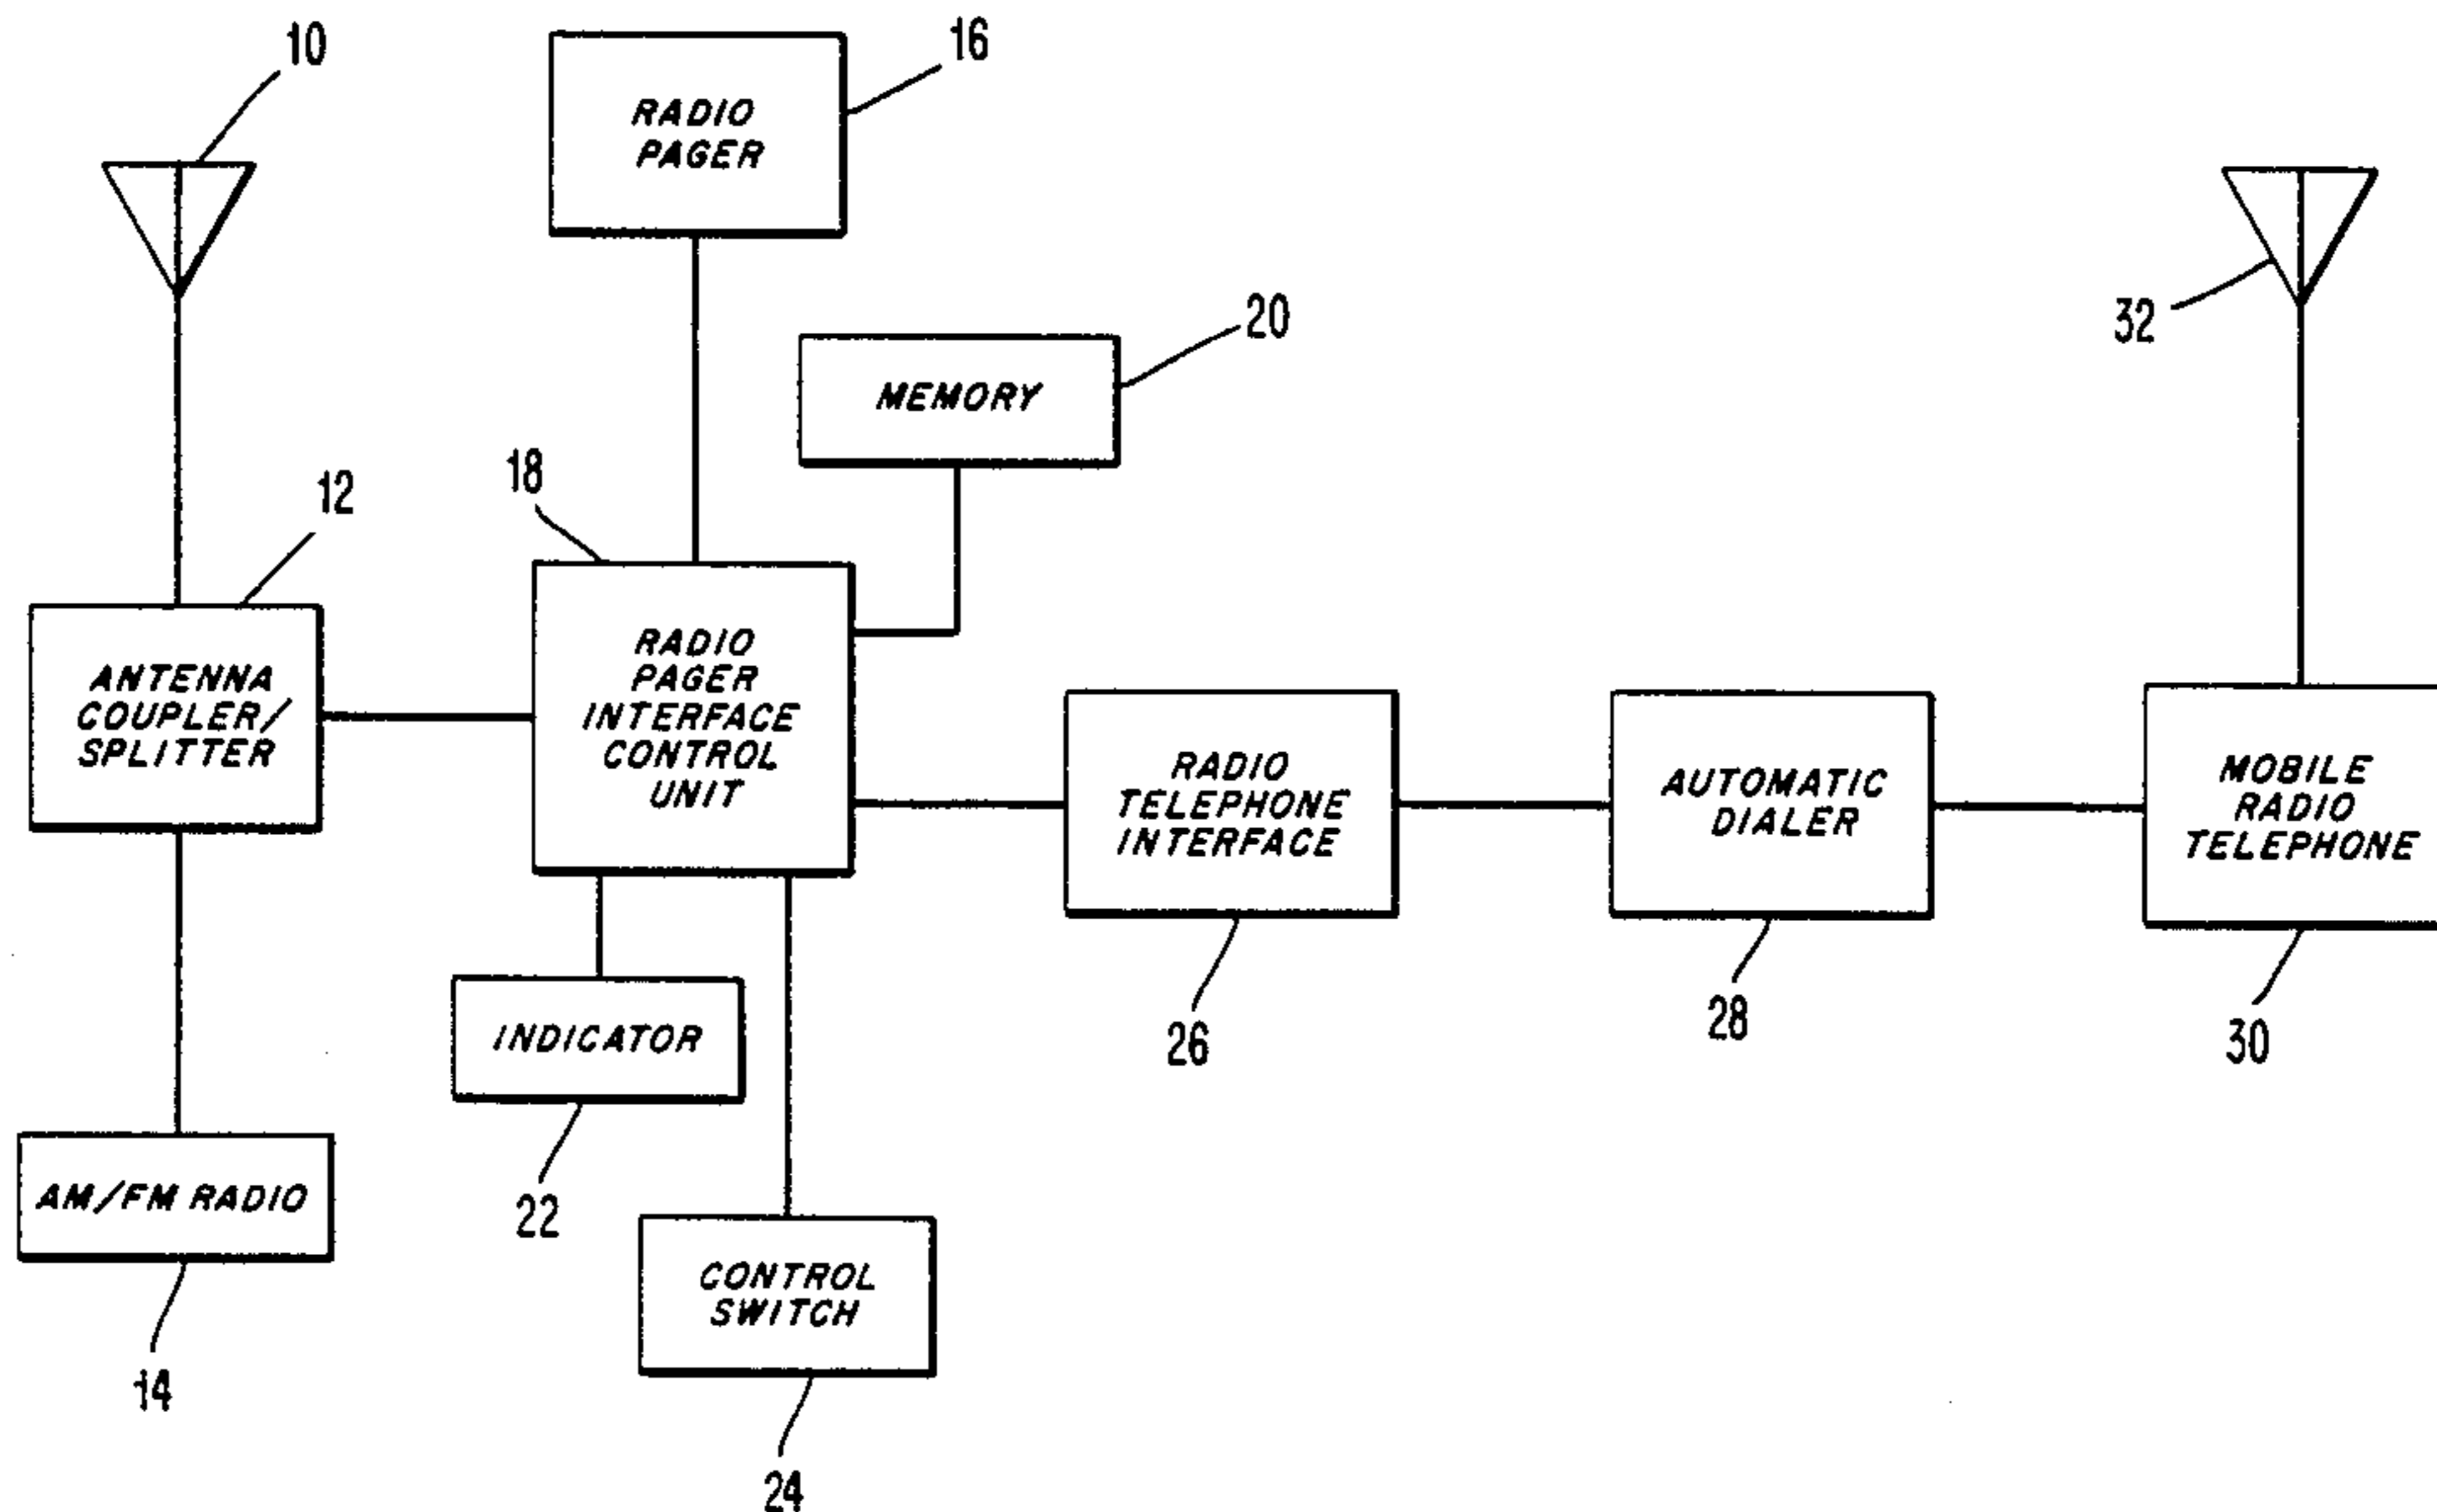 10
16
RADIO
PAGER
20
32
MEMORY
12
18
ANTENNA
COUPLER/
SPLITTER
RADIO
PAGER
INTERFACE
CONTROL
UNIT
RADIO
TELEPHONE
INTERFACE
AUTOMATIC
DIALER
MOBILE
RADIO
TELEPHONE
INDICATOR
26
28
30
AM/FM RADIO
22
CONTROL
SWITCH
14
24